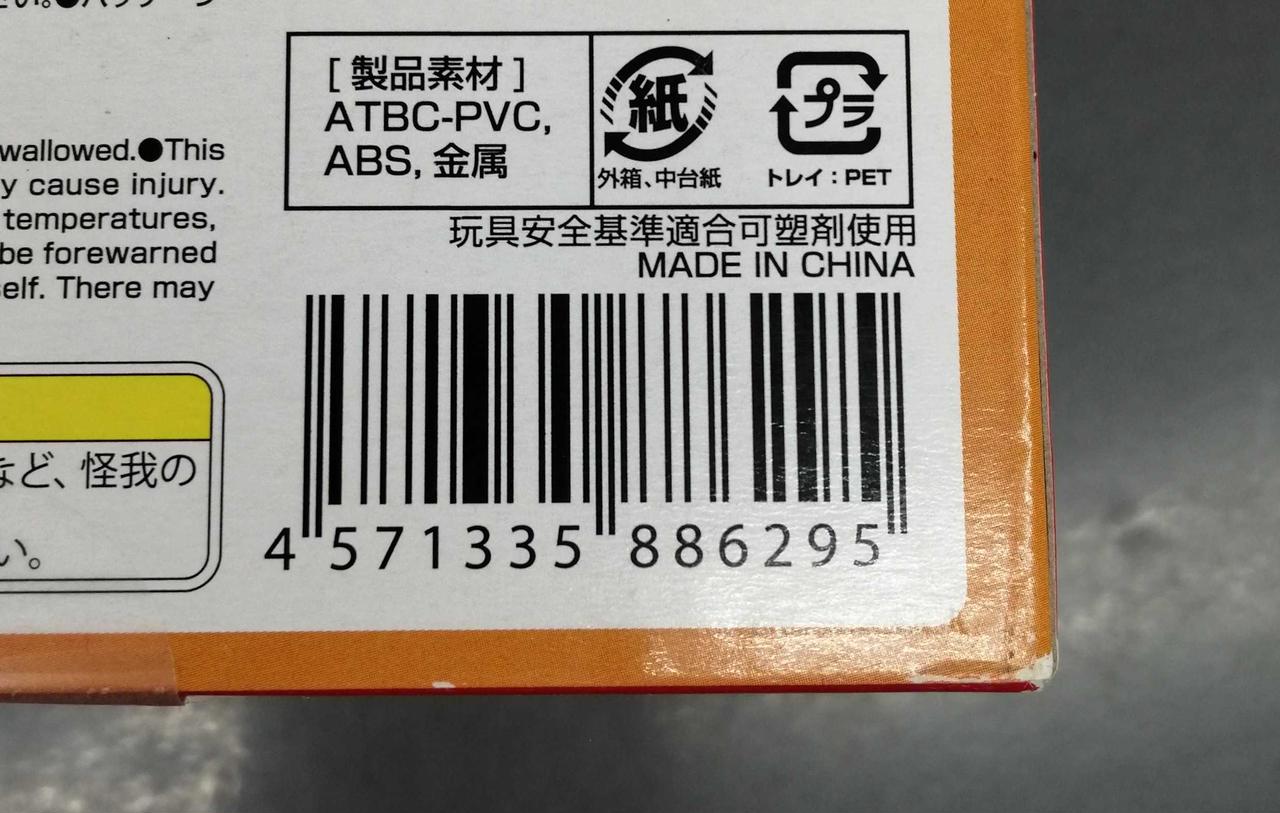 [ 製品素材 ]
ATBC-PVC,
ABS, 金属
紙
外箱、中台紙
プラ
トレイ：PET
玩具安全基準適合可塑剤使用
MADE IN CHINA
wallowed.●This
y cause injury.
temperatures,
be forewarned
self. There may
など、怪我の
い。
4 571335 886295